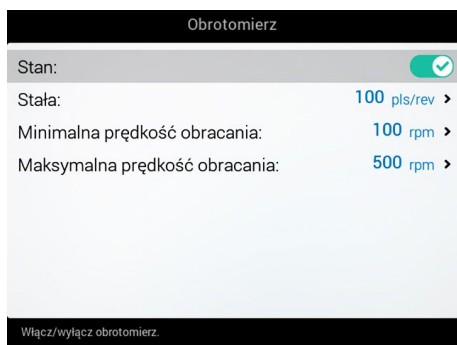 Obrotomierz
Stan:
Stała: 100 pls/rev
Minimalna prędkość obracania: 100 rpm
Maksymalna prędkość obracania: 500 rpm
Włącz/wyłącz obrotomierz.